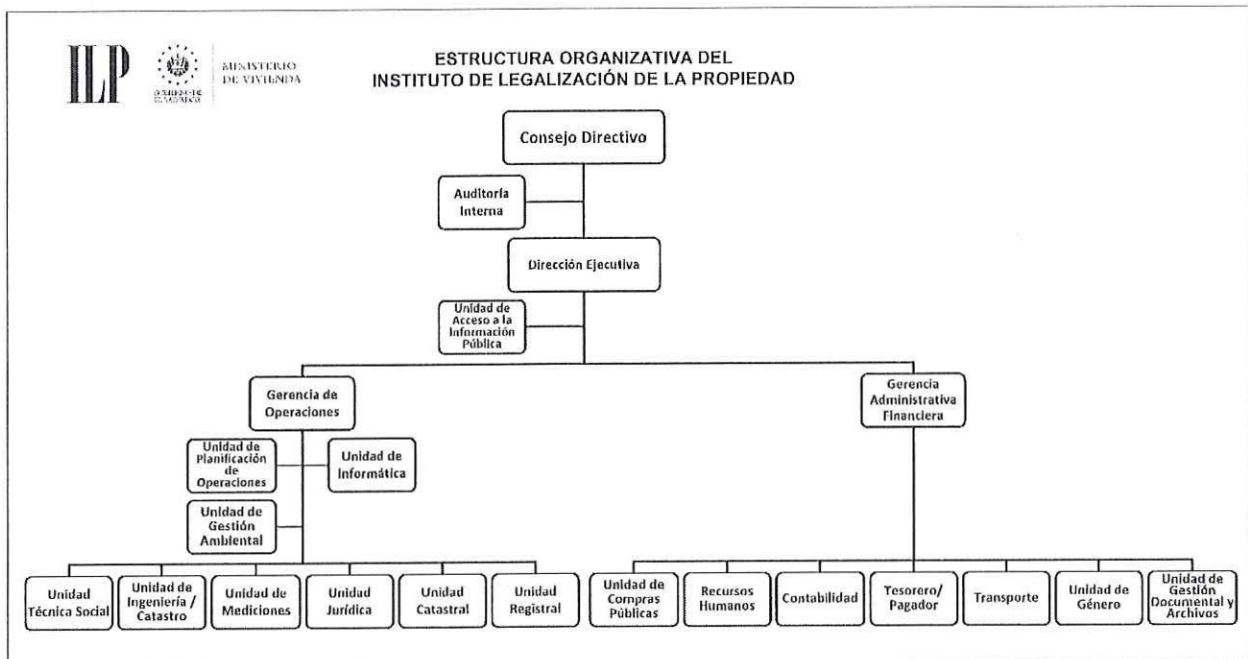 ILP
MINISTERIO
DE VIVIENDA
GOBIERNO DE
EL SALVADOR
ESTRUCTURA ORGANIZATIVA DEL
INSTITUTO DE LEGALIZACIÓN DE LA PROPIEDAD
Consejo Directivo
Auditoría
Interna
Dirección Ejecutiva
Unidad de
Acceso a la
Información
Pública
Gerencia de
Operaciones
Gerencia
Administrativa
Financiera
Unidad de
Planificación
de
Operaciones
Unidad de
Informática
Unidad de
Gestión
Ambiental
Unidad
Técnica Social
Unidad de
Ingeniería /
Catastro
Unidad de
Mediciones
Unidad
Jurídica
Unidad
Catastral
Unidad
Registral
Unidad de
Compras
Públicas
Recursos
Humanos
Contabilidad
Tesorero/
Pagador
Transporte
Unidad de
Género
Unidad de
Gestión
Documental y
Archivos